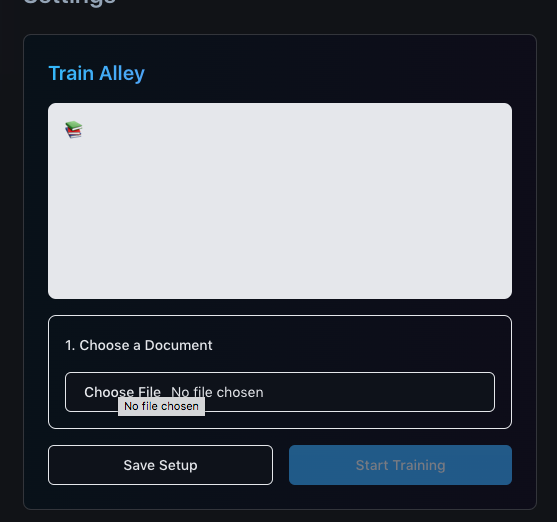 Settings
Train Alley
1. Choose a Document
Choose File No file chosen
No file chosen
Save Setup
Start Training